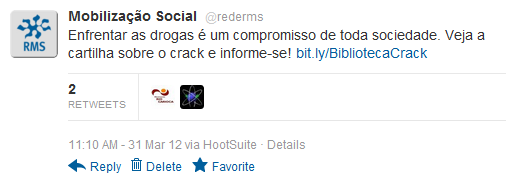 RMS
Mobilização Social @rederms
Enfrentar as drogas é um compromisso de toda sociedade. Veja a
cartilha sobre o crack e informe-se! bit.ly/BibliotecaCrack
2
RETWEETS
11:10 AM - 31 Mar 12 via HootSuite · Details
Reply Delete Favorite